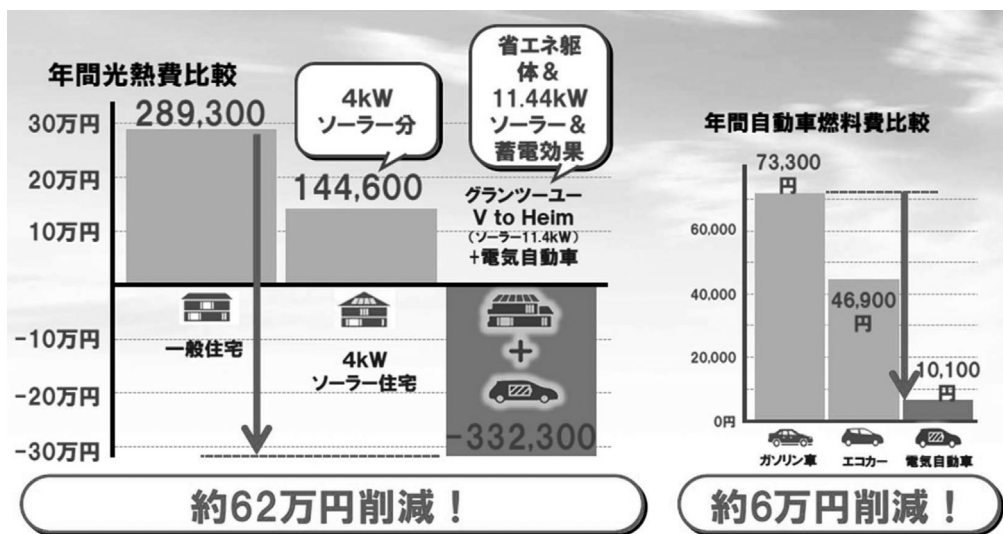 年間光熱費比較
30万円
20万円
10万円
-10万円
-20万円
-30万円
289,300
144,600
-332,300
4kW
ソーラー分
省エネ躯
体&
11.44kW
ソーラー&
蓄電効果
グランツーユー
V to Heim
(ソーラー11.4kW)
+電気自動車
一般住宅
4kW
ソーラー住宅
+
約62万円削減！
年間自動車燃料費比較
73,300
円
60,000
40,000
20,000
0円
46,900
円
10,100
円
ガソリン車
エコカー
電気自動車
約6万円削減！